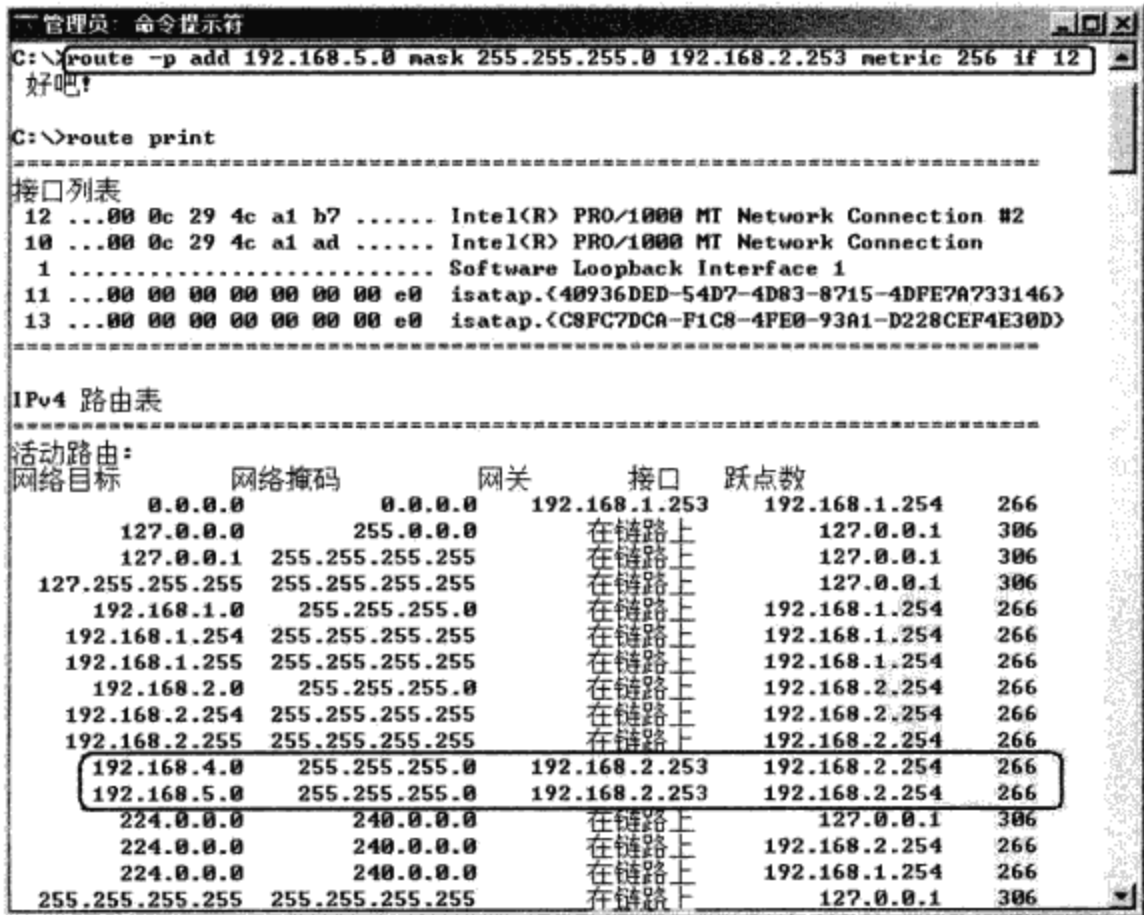 管理员: 命令提示符
C:\>route -p add 192.168.5.0 mask 255.255.255.0 192.168.2.253 metric 256 if 12
好吧!
C:\>route print
===========================================================================
接口列表
12 ...00 0c 29 4c a1 b7 ...... Intel(R) PRO/1000 MT Network Connection #2
10 ...00 0c 29 4c a1 ad ...... Intel(R) PRO/1000 MT Network Connection
1 ........................... Software Loopback Interface 1
11 ...00 00 00 00 00 00 00 e0 isatap.{40936DED-54D7-4D83-8715-4DFE7A733146}
13 ...00 00 00 00 00 00 00 e0 isatap.{C8FC7DCA-F1C8-4FE0-93A1-D228CEF4E30D}
===========================================================================
IPv4 路由表
===========================================================================
活动路由:
网络目标 网络掩码 网关 接口 跃点数
0.0.0.0 0.0.0.0 192.168.1.253 192.168.1.254 266
127.0.0.0 255.0.0.0 在链路上 127.0.0.1 306
127.0.0.1 255.255.255.255 在链路上 127.0.0.1 306
127.255.255.255 255.255.255.255 在链路上 127.0.0.1 306
192.168.1.0 255.255.255.0 在链路上 192.168.1.254 266
192.168.1.254 255.255.255.255 在链路上 192.168.1.254 266
192.168.1.255 255.255.255.255 在链路上 192.168.1.254 266
192.168.2.0 255.255.255.0 在链路上 192.168.2.254 266
192.168.2.254 255.255.255.255 在链路上 192.168.2.254 266
192.168.2.255 255.255.255.255 在链路上 192.168.2.254 266
192.168.4.0 255.255.255.0 192.168.2.253 192.168.2.254 266
192.168.5.0 255.255.255.0 192.168.2.253 192.168.2.254 266
224.0.0.0 240.0.0.0 在链路上 127.0.0.1 306
224.0.0.0 240.0.0.0 在链路上 192.168.2.254 266
224.0.0.0 240.0.0.0 在链路上 192.168.1.254 266
255.255.255.255 255.255.255.255 在链路上 127.0.0.1 306